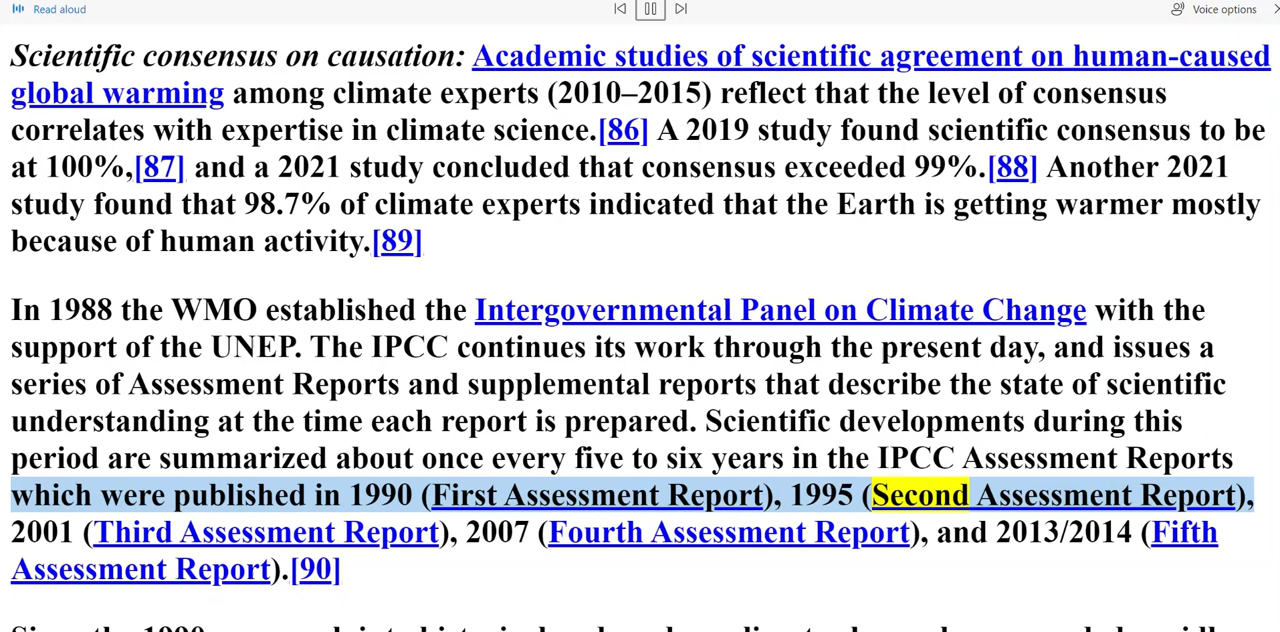 Read aloud
Voice options
Scientific consensus on causation: Academic studies of scientific agreement on human-caused
global warming among climate experts (2010–2015) reflect that the level of consensus
correlates with expertise in climate science.[86] A 2019 study found scientific consensus to be
at 100%,[87] and a 2021 study concluded that consensus exceeded 99%.[88] Another 2021
study found that 98.7% of climate experts indicated that the Earth is getting warmer mostly
because of human activity.[89]
In 1988 the WMO established the Intergovernmental Panel on Climate Change with the
support of the UNEP. The IPCC continues its work through the present day, and issues a
series of Assessment Reports and supplemental reports that describe the state of scientific
understanding at the time each report is prepared. Scientific developments during this
period are summarized about once every five to six years in the IPCC Assessment Reports
which were published in 1990 (First Assessment Report), 1995 (Second Assessment Report),
2001 (Third Assessment Report), 2007 (Fourth Assessment Report), and 2013/2014 (Fifth
Assessment Report).[90]